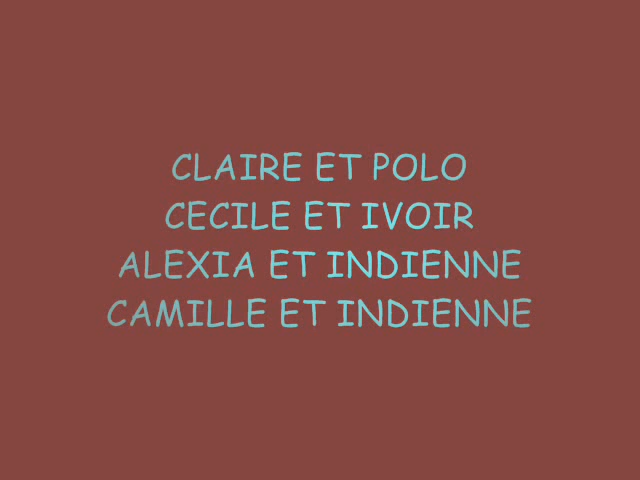 CLAIRE ET POLO
CECILE ET IVOIR
ALEXIA ET INDIENNE
CAMILLE ET INDIENNE